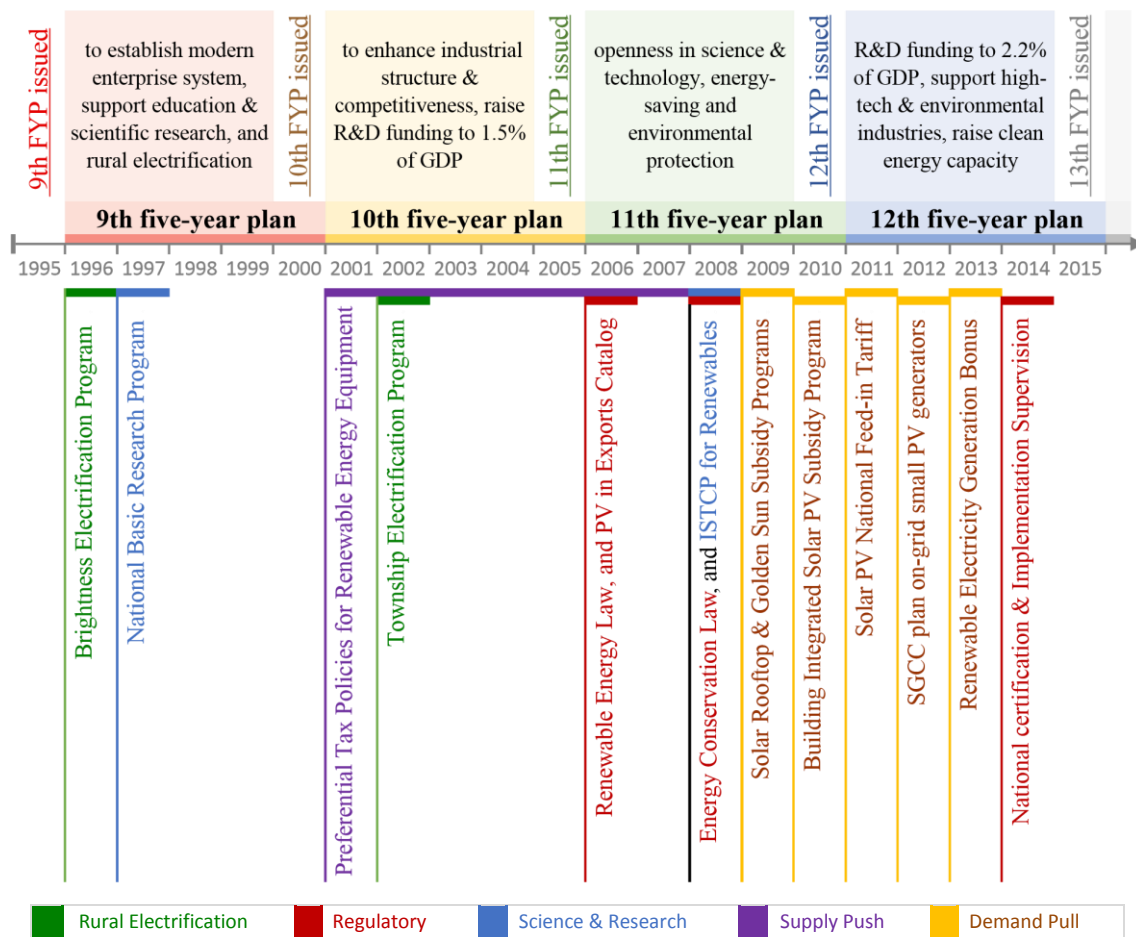 9th FYP issued
to establish modern
enterprise system,
support education &
scientific research, and
rural electrification
10th FYP issued
to enhance industrial
structure &
competitiveness, raise
R&D funding to 1.5%
of GDP
11th FYP issued
openness in science &
technology, energy-
saving and
environmental
protection
12th FYP issued
R&D funding to 2.2%
of GDP, support high-
tech & environmental
industries, raise clean
energy capacity
13th FYP issued
9th five-year plan
10th five-year plan
11th five-year plan
12th five-year plan
1995 1996 1997 1998 1999 2000 2001 2002 2003 2004 2005 2006 2007 2008 2009 2010 2011 2012 2013 2014 2015
Brightness Electrification Program
National Basic Research Program
Preferential Tax Policies for Renewable Energy Equipment
Township Electrification Program
Renewable Energy Law, and PV in Exports Catalog
Energy Conservation Law, and ISTCP for Renewables
Solar Rooftop & Golden Sun Subsidy Programs
Building Integrated Solar PV Subsidy Program
Solar PV National Feed-in Tariff
SGCC plan on-grid small PV generators
Renewable Electricity Generation Bonus
National certification & Implementation Supervision
Rural Electrification
Regulatory
Science & Research
Supply Push
Demand Pull